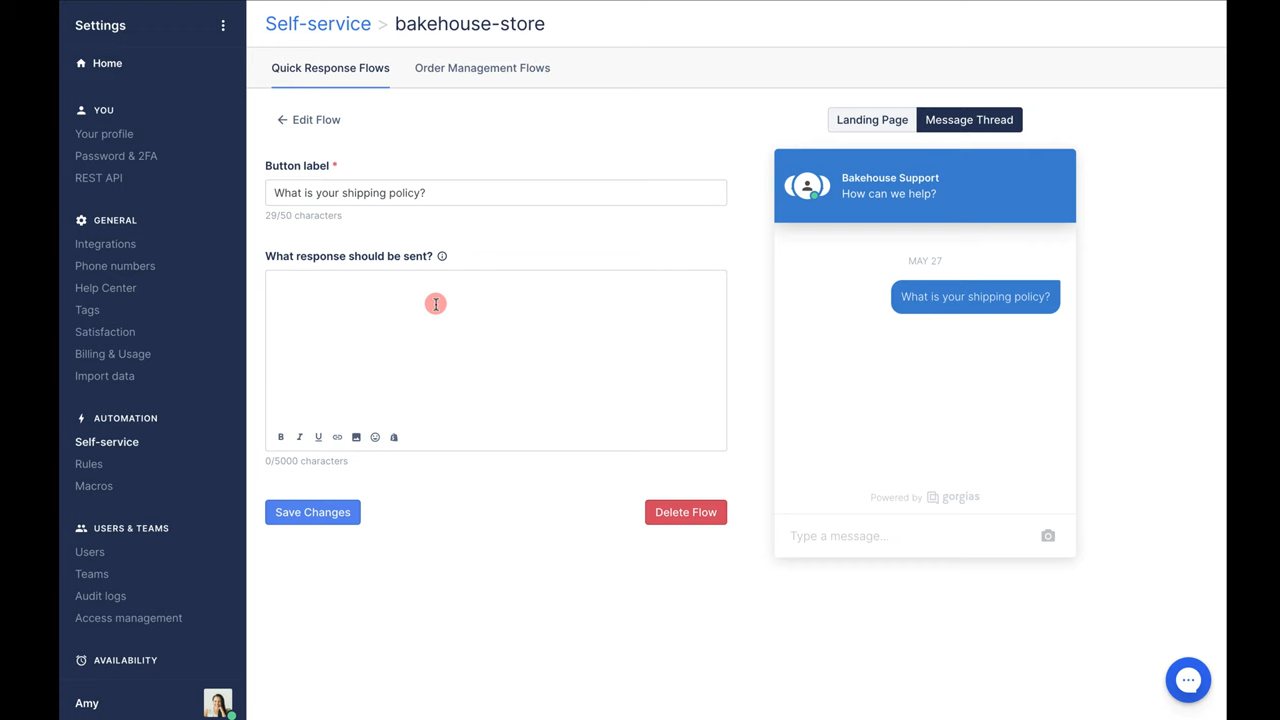 Settings
Home
YOU
Your profile
Password & 2FA
REST API
GENERAL
Integrations
Phone numbers
Help Center
Tags
Satisfaction
Billing & Usage
Import data
AUTOMATION
Self-service
Rules
Macros
USERS & TEAMS
Users
Teams
Audit logs
Access management
AVAILABILITY
Amy
Self-service > bakehouse-store
Quick Response Flows
Order Management Flows
Edit Flow
Button label *
What is your shipping policy?
29/50 characters
What response should be sent?
B I U
0/5000 characters
Save Changes
Delete Flow
Landing Page
Message Thread
Bakehouse Support
How can we help?
MAY 27
What is your shipping policy?
Powered by gorgias
Type a message...